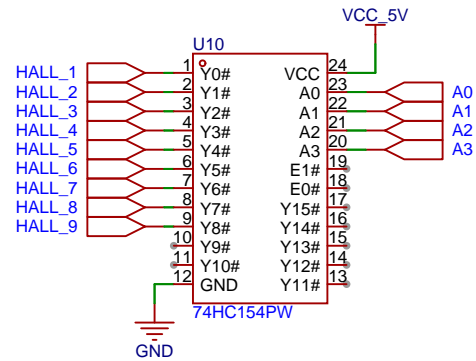 VCC_5V
U10
HALL_1 1 Y0# VCC 24
HALL_2 2 Y1# A0 23 A0
HALL_3 3 Y2# A1 22 A1
HALL_4 4 Y3# A2 21 A2
HALL_5 5 Y4# A3 20 A3
HALL_6 6 Y5# E1# 19
HALL_7 7 Y6# E0# 18
HALL_8 8 Y7# Y15# 17
HALL_9 9 Y8# Y14# 16
10 Y9# Y13# 15
11 Y10# Y12# 14
12 GND Y11# 13
74HC154PW
GND